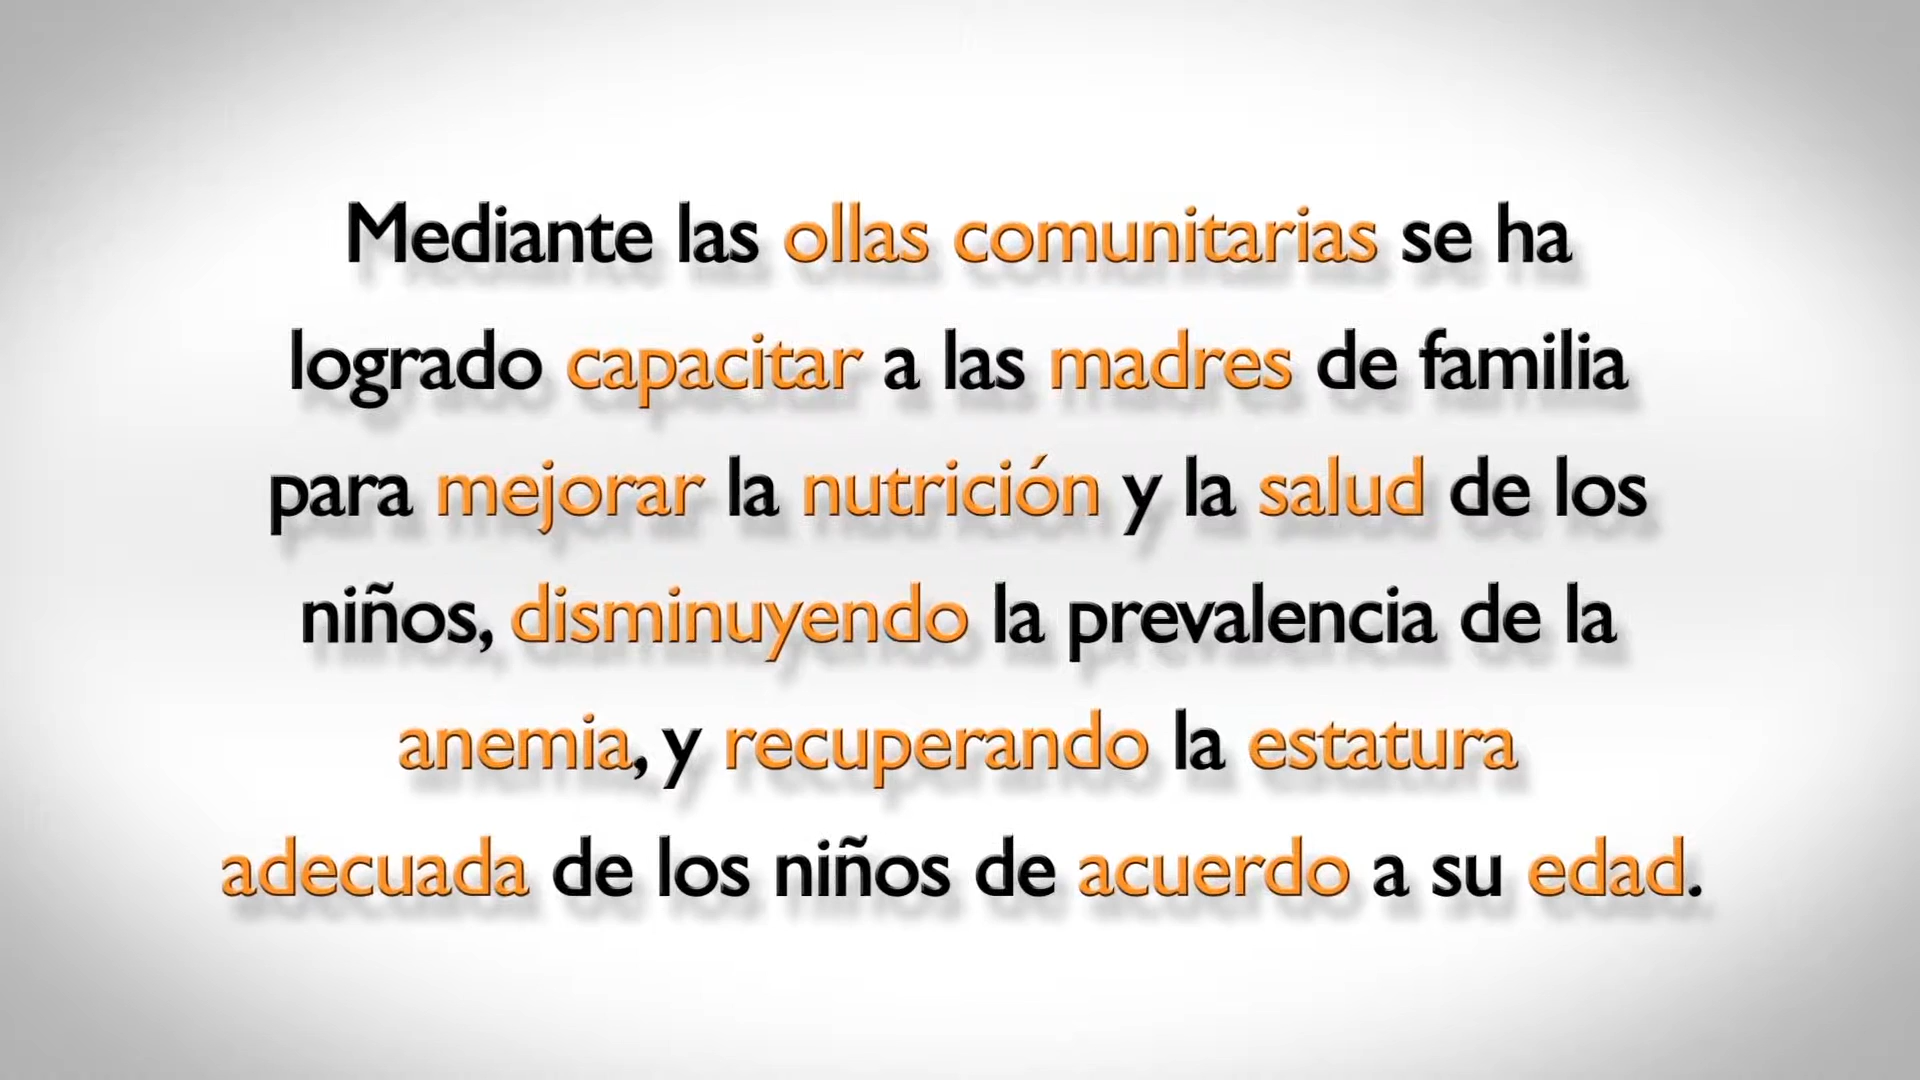 Mediante las ollas comunitarias se ha
logrado capacitar a las madres de familia
para mejorar la nutrición y la salud de los
niños, disminuyendo la prevalencia de la
anemia, y recuperando la estatura
adecuada de los niños de acuerdo a su edad.